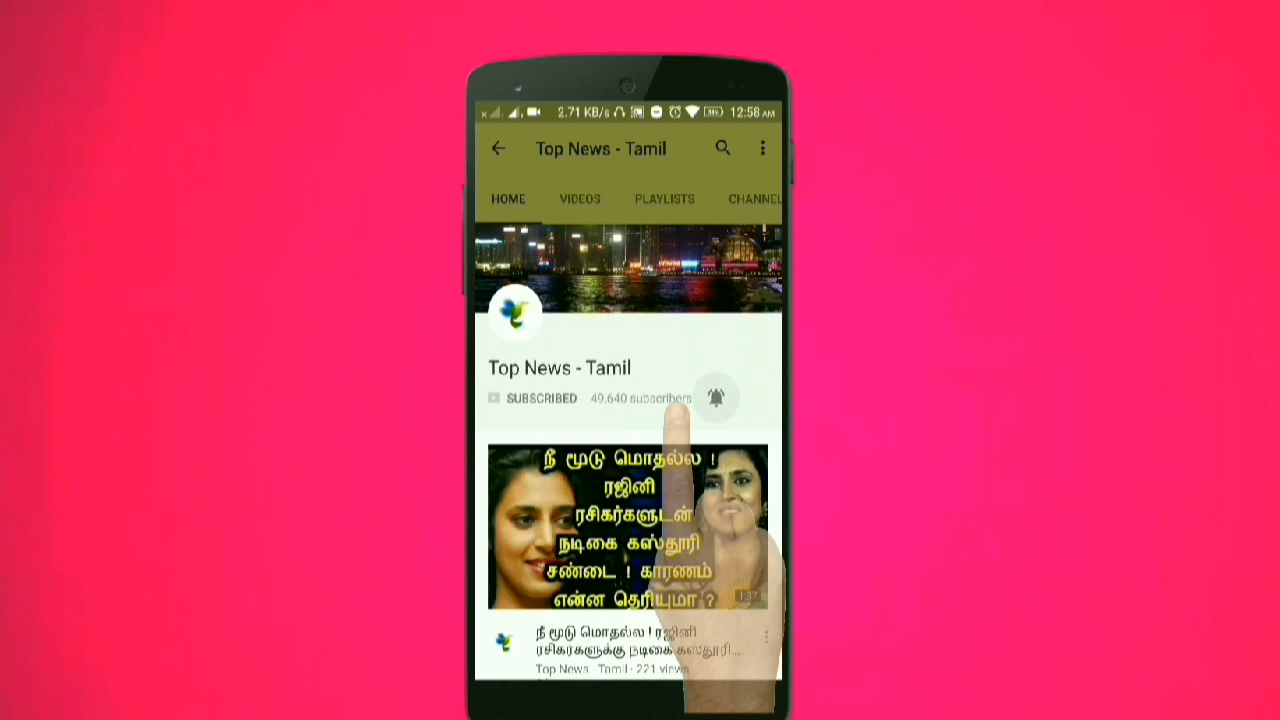 2.71 KB/s 12:58 AM
Top News - Tamil
HOME VIDEOS PLAYLISTS CHANNEL
Top News - Tamil
SUBSCRIBED 49,640 subscribers
நீ மூடு மொதல்ல !
ரஜினி
ரசிகர்களுடன்
நடிகை கஸ்தூரி
சண்டை ! காரணம்
என்ன தெரியுமா ?
1:37
நீ மூடு மொதல்ல ! ரஜினி
ரசிகர்களுக்கு நடிகை கஸ்தூரி...
Top News - Tamil · 221 views